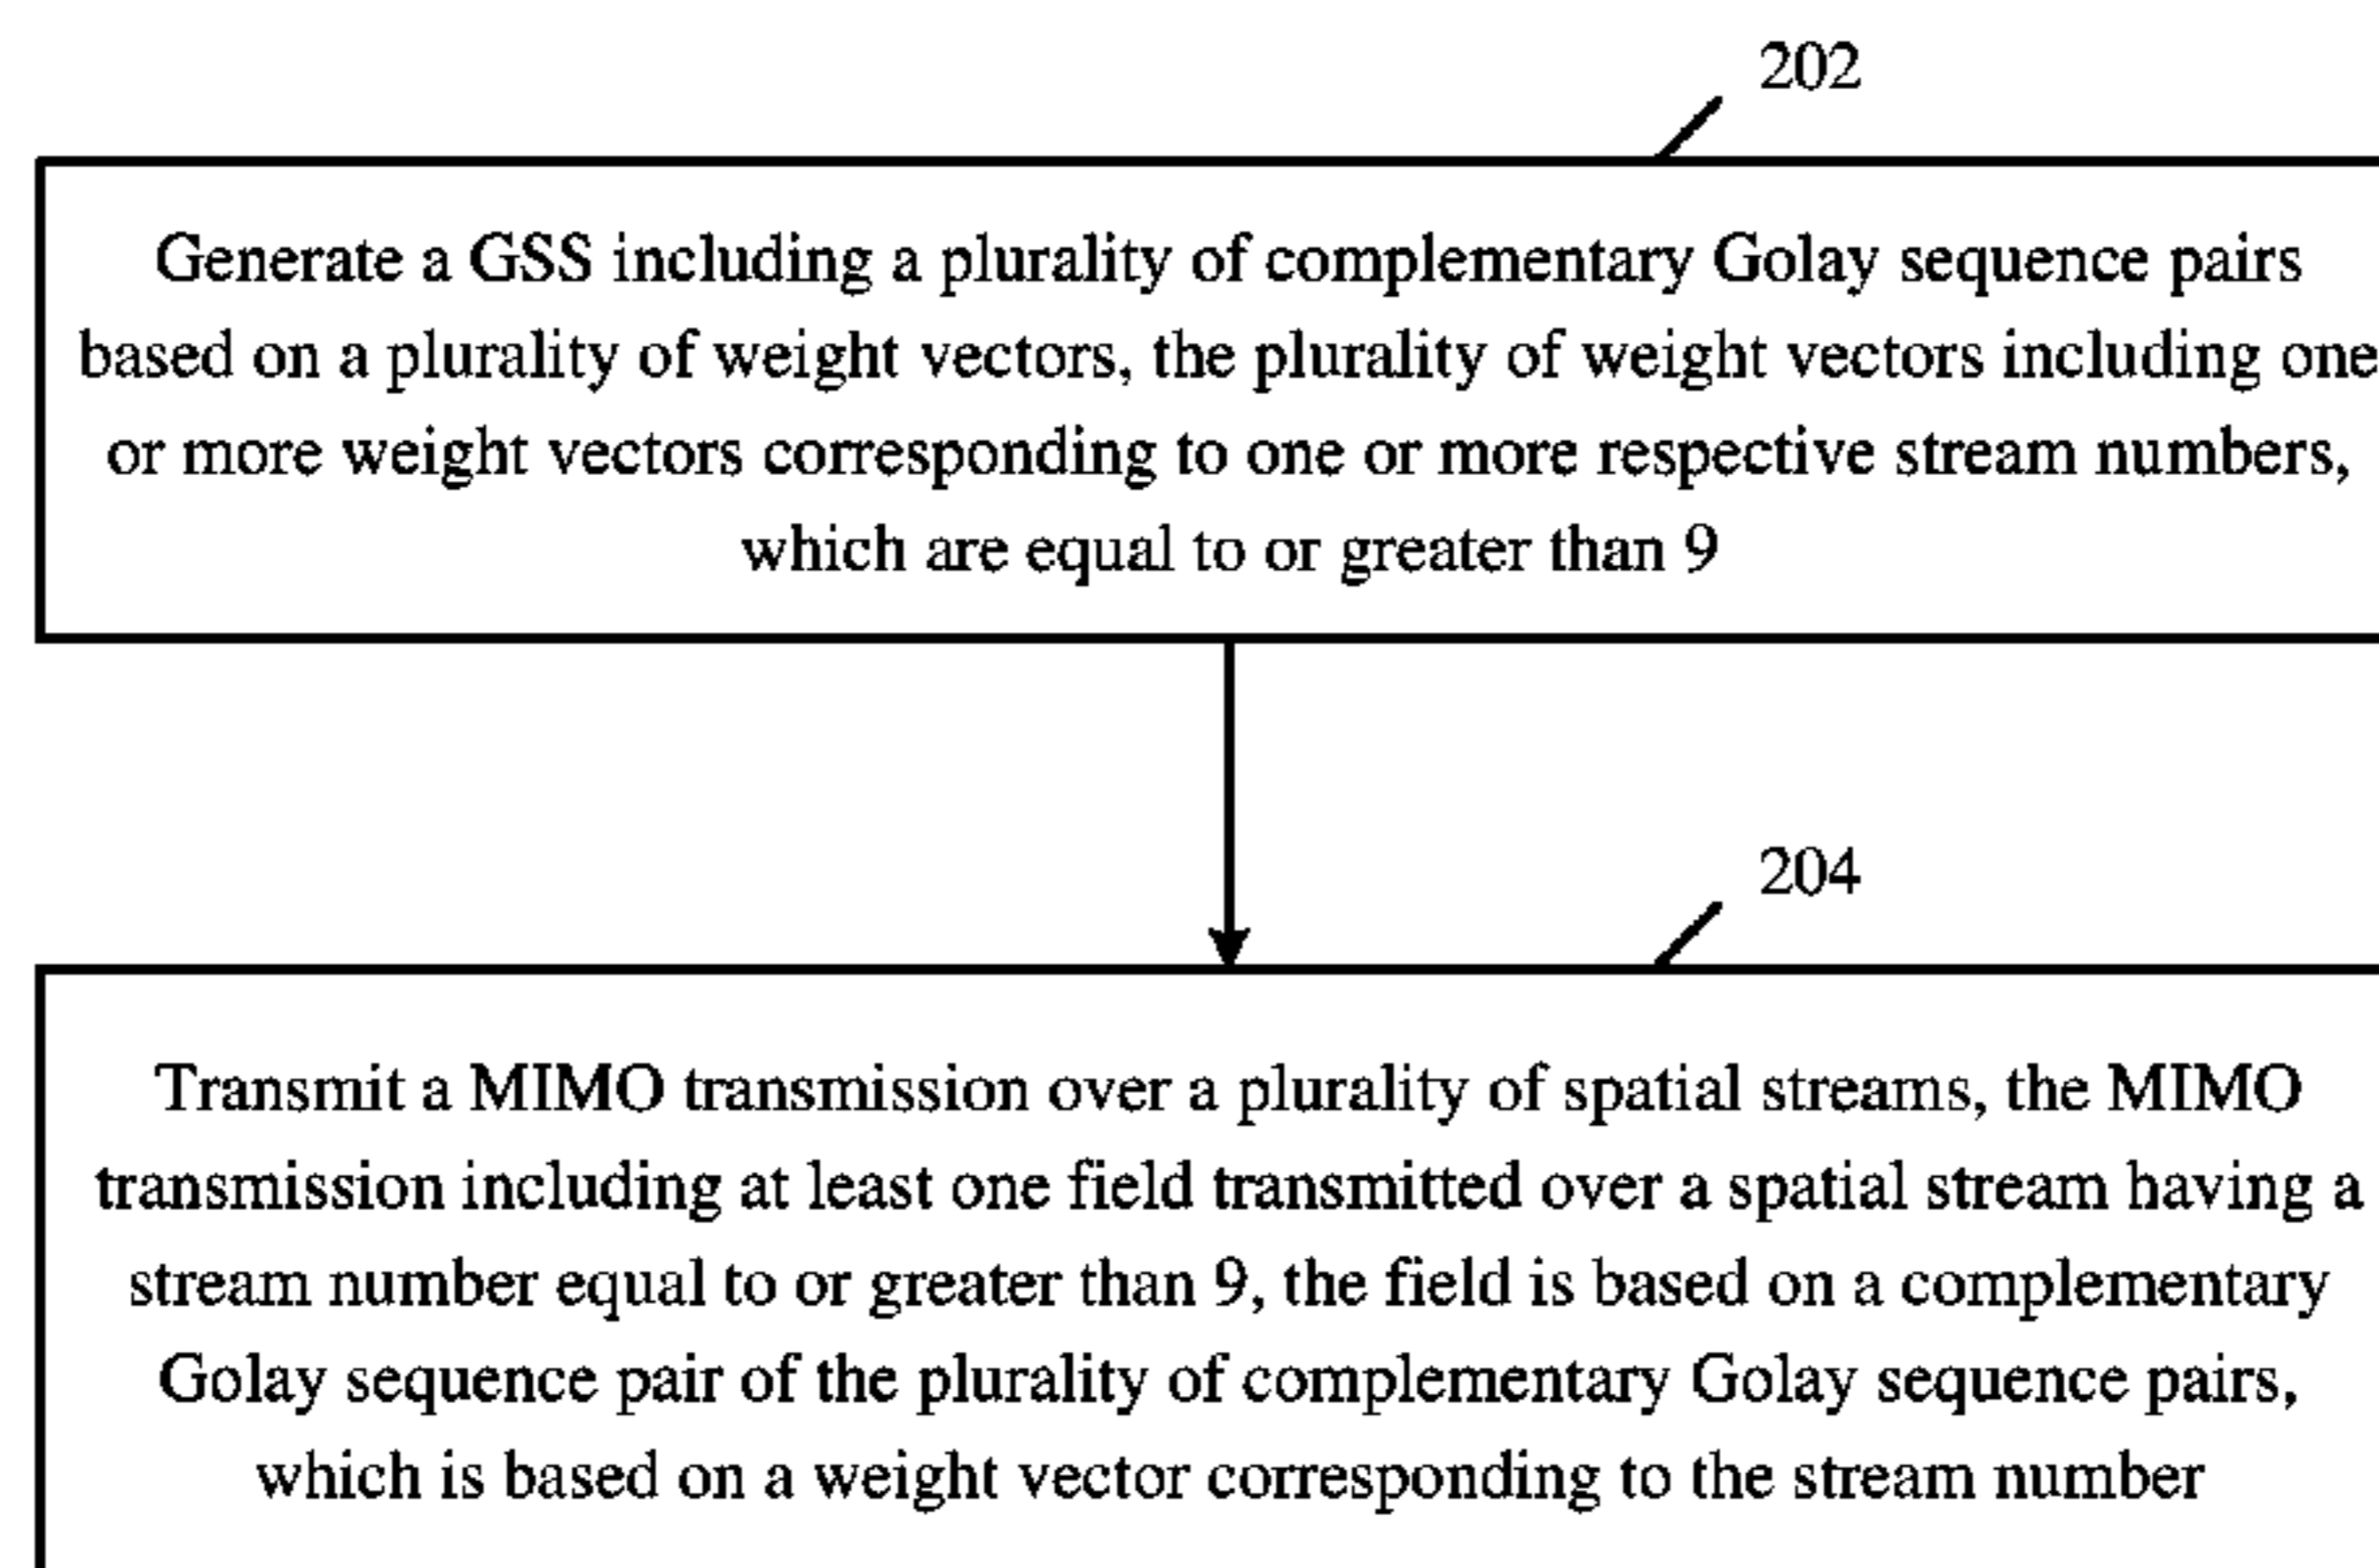 202
Generate a GSS including a plurality of complementary Golay sequence pairs
based on a plurality of weight vectors, the plurality of weight vectors including one
or more weight vectors corresponding to one or more respective stream numbers,
which are equal to or greater than 9
204
Transmit a MIMO transmission over a plurality of spatial streams, the MIMO
transmission including at least one field transmitted over a spatial stream having a
stream number equal to or greater than 9, the field is based on a complementary
Golay sequence pair of the plurality of complementary Golay sequence pairs,
which is based on a weight vector corresponding to the stream number